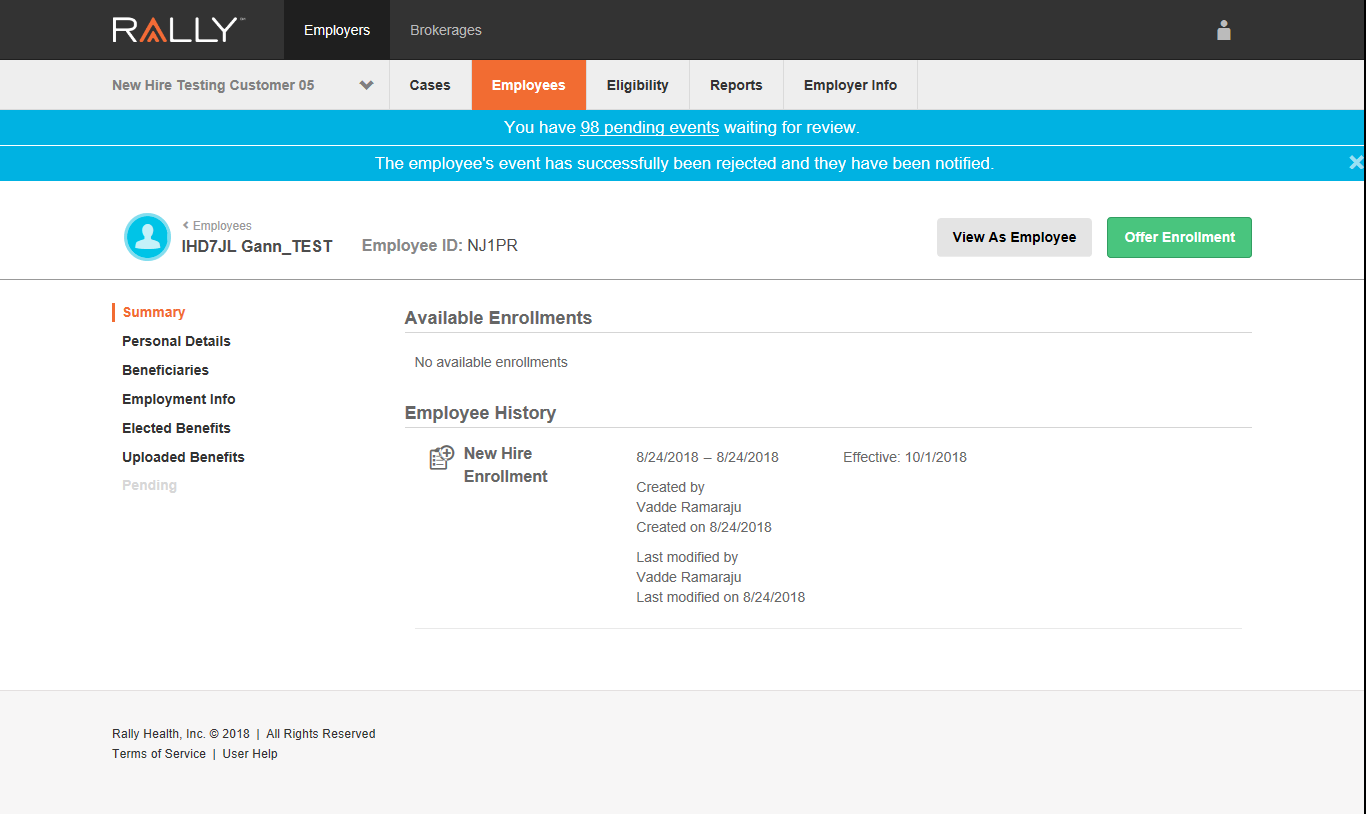 RALLY
Employers
Brokerages
New Hire Testing Customer 05
Cases
Employees
Eligibility
Reports
Employer Info
You have 98 pending events waiting for review.
The employee's event has successfully been rejected and they have been notified.
Employees
IHD7JL Gann_TEST
Employee ID: NJ1PR
View As Employee
Offer Enrollment
Summary
Personal Details
Beneficiaries
Employment Info
Elected Benefits
Uploaded Benefits
Pending
Available Enrollments
No available enrollments
Employee History
New Hire
Enrollment
8/24/2018 – 8/24/2018
Effective: 10/1/2018
Created by
Vadde Ramaraju
Created on 8/24/2018
Last modified by
Vadde Ramaraju
Last modified on 8/24/2018
Rally Health, Inc. © 2018 | All Rights Reserved
Terms of Service | User Help